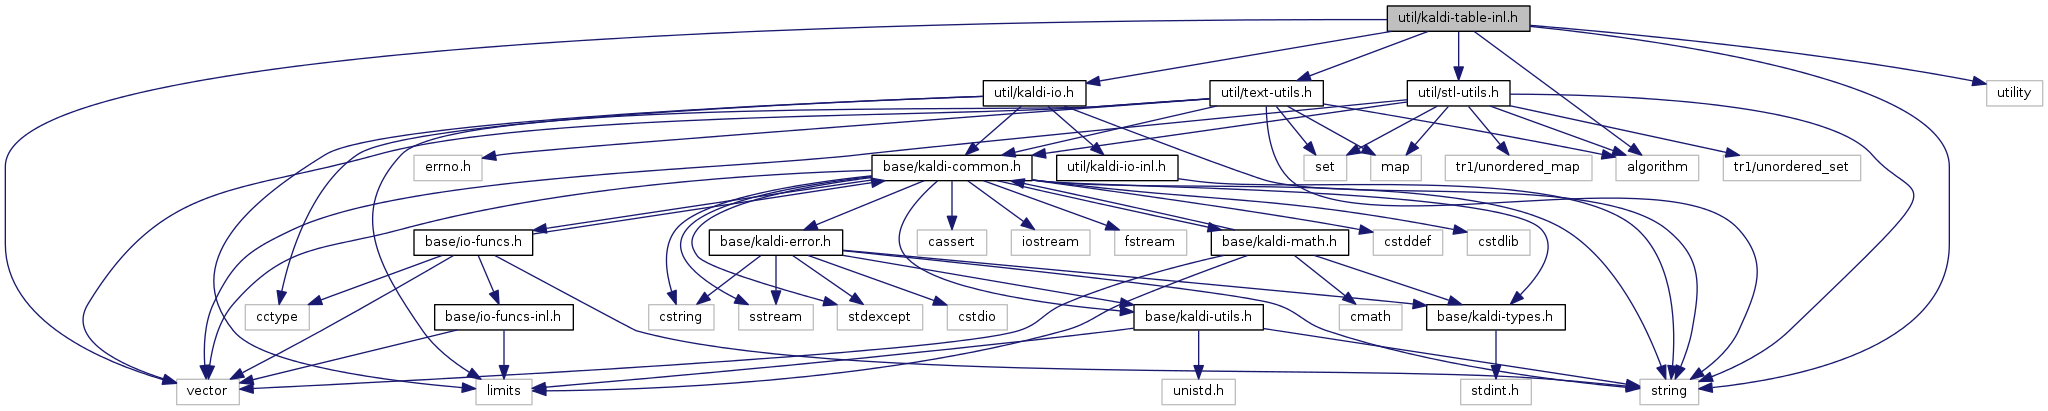 util/kaldi-table-inl.h
util/kaldi-io.h
util/text-utils.h
util/stl-utils.h
utility
errno.h
base/kaldi-common.h
util/kaldi-io-inl.h
set
map
tr1/unordered_map
algorithm
tr1/unordered_set
base/io-funcs.h
base/kaldi-error.h
cassert
iostream
fstream
base/kaldi-math.h
cstddef
cstdlib
cctype
base/io-funcs-inl.h
cstring
sstream
stdexcept
cstdio
base/kaldi-utils.h
cmath
base/kaldi-types.h
vector
limits
unistd.h
stdint.h
string